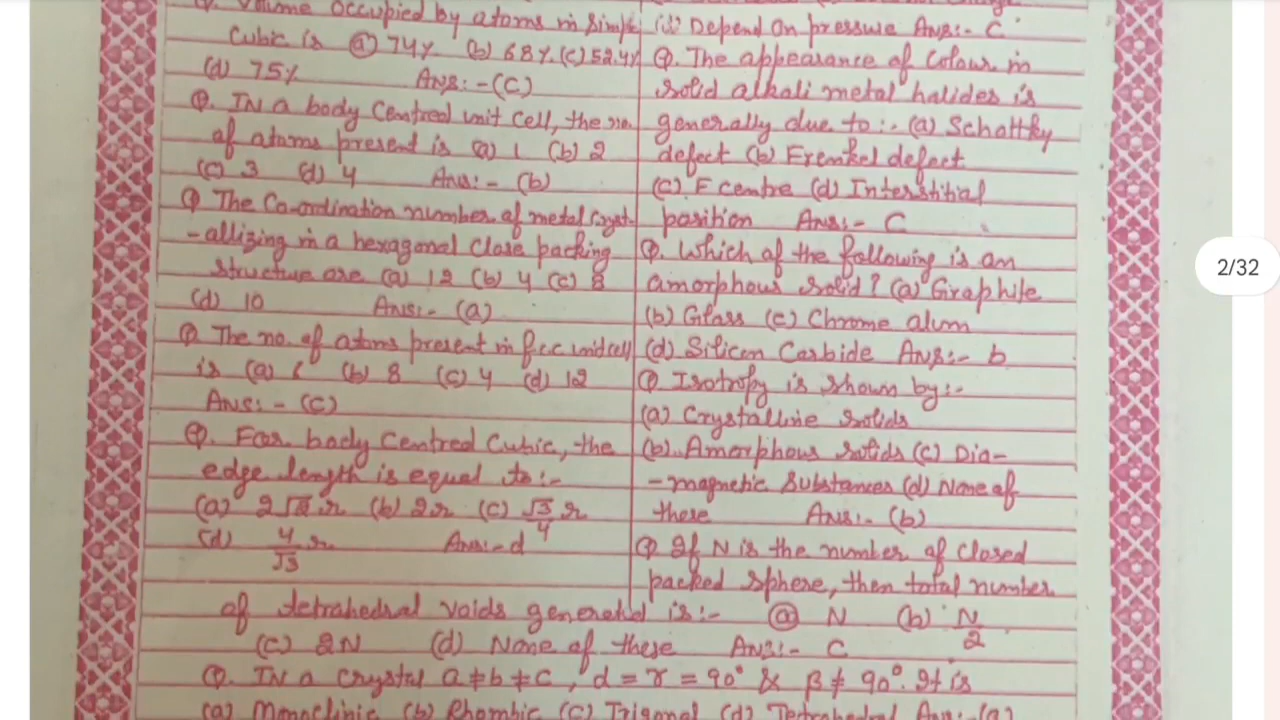 Q. Volume occupied by atoms in simple
cubic is (a) 74% (b) 68% (c) 52.4%
(d) 75% Ans:-(C)
Q. IN a body Centred unit cell, the no.
of atoms present is (a) 1 (b) 2
(c) 3 (d) 4 Ans:- (b)
Q The Co-ordination number of metal cryst-
-allizing in a hexagonal close packing
structure are (a) 12 (b) 4 (c) 8
(d) 10 Ans:- (a)
Q The no. of atoms present in fcc unit cell
is (a) (b) 8 (c) 4 (d) 12
Ans:- (c)
Q. For body Centred Cubic, the
edge length is equal to:-
(a) 2√2 r (b) 2r (c) √3/4 r
(d) 4/√3 r Ans:-d
Depend On pressure Ans:- C
Q. The appearance of Colour in
solid alkali metal halides is
generally due to:- (a) Schottky
defect (b) Frenkel defect
(c) F centre (d) Interstitial
position Ans:- C
Q. Which of the following is an
amorphous solid? (a) Graphite
(b) Glass (c) Chrome alum
(d) Silicon Carbide Ans:- b
Q Isotropy is shown by:-
(a) Crystalline solids
(b) Amorphous solids (c) Dia-
-magnetic Substances (d) None of
these Ans:- (b)
Q If N is the number of closed
packed sphere, then total number
of tetrahedral voids generated is:- (a) N (b) N/2
(c) 2N (d) None of these Ans:- C
Q. IN a crystal a≠b≠c, d=r=90° & β≠90°. It is
(a) Monoclinic (b) Rhombic (c) Trigonal (d) Tetrahedral Ans:-(a)
2/32